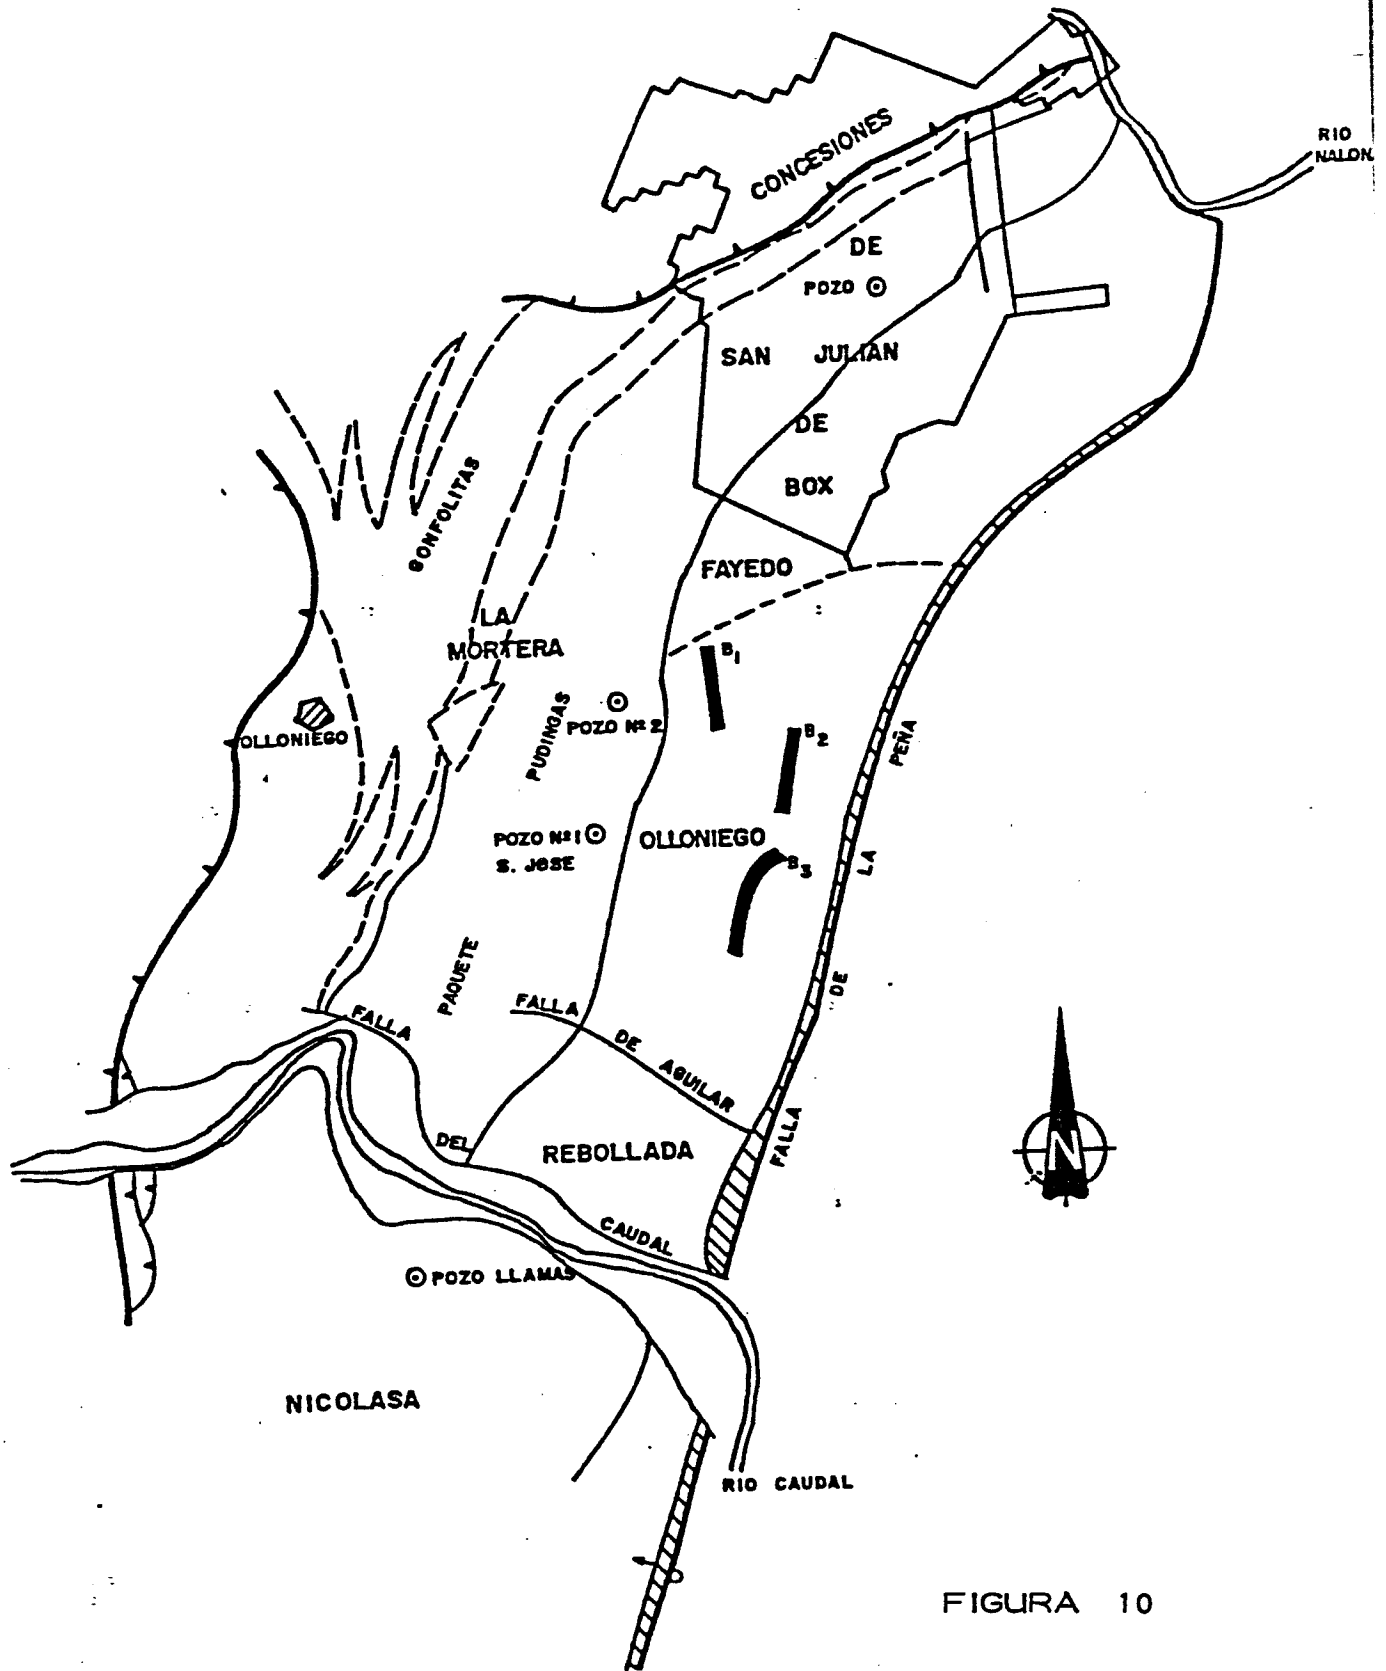 RIO
NALON
CONCESIONES
DE
POZO
SAN JULIAN
DE
BOX
GONFOLITAS
FAYEDO
LA
MORTERA
B1
PUDINGAS
POZO Nº 2
OLLONIEGO
B2
PEÑA
POZO Nº 1
S. JOSE
OLLONIEGO
B3
LA
PAQUETE
DE
FALLA
FALLA
DE AGUILAR
FALLA
DEL
REBOLLADA
CAUDAL
N
POZO LLAMAS
NICOLASA
RIO CAUDAL
FIGURA 10